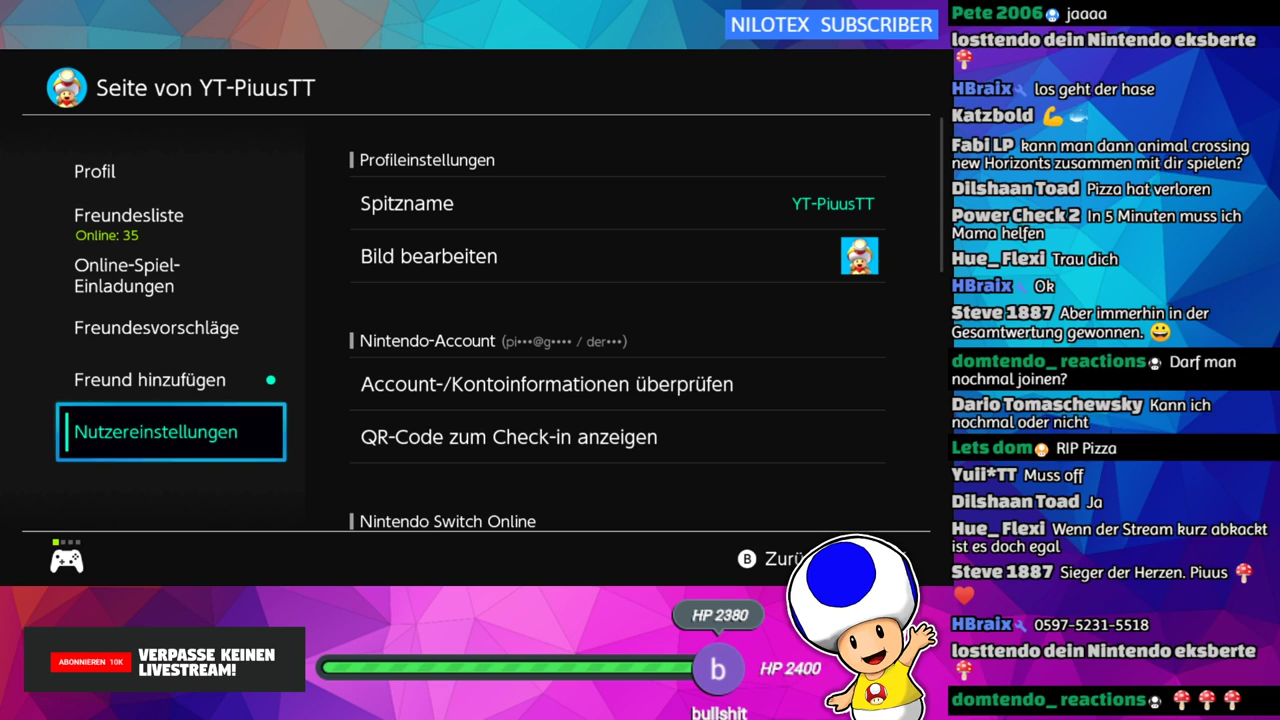 NILOTEX SUBSCRIBER
Seite von YT-PiuusTT
Profil
Freundesliste
Online: 35
Online-Spiel-
Einladungen
Freundesvorschläge
Freund hinzufügen
Nutzereinstellungen
Profileinstellungen
Spitzname YT-PiuusTT
Bild bearbeiten
Nintendo-Account (pi•••@g•••• / der•••)
Account-/Kontoinformationen überprüfen
QR-Code zum Check-in anzeigen
Nintendo Switch Online
B
ABONNIEREN 10K
VERPASSE KEINEN
LIVESTREAM!
HP 2380
b
HP 2400
bullshit
Pete 2006 jaaaa
losttendo dein Nintendo eksberte
🍄
HBraix los geht der hase
Katzbold 💪🐟
Fabi LP kann man dann animal crossing
new Horizonts zusammen mit dir spielen?
Dilshaan Toad Pizza hat verloren
Power Check 2 In 5 Minuten muss ich
Mama helfen
Hue_Flexi Trau dich
HBraix Ok
Steve 1887 Aber immerhin in der
Gesamtwertung gewonnen. 😀
domtendo_reactions Darf man
nochmal joinen?
Dario Tomaschewsky Kann ich
nochmal oder nicht
Lets dom RIP Pizza
Yuii*TT Muss off
Dilshaan Toad Ja
Hue_Flexi Wenn der Stream kurz abkackt
ist es doch egal
Steve 1887 Sieger der Herzen. Piuus 🍄
❤️
HBraix 0597-5231-5518
losttendo dein Nintendo eksberte
🍄
domtendo_reactions 🍄🍄🍄